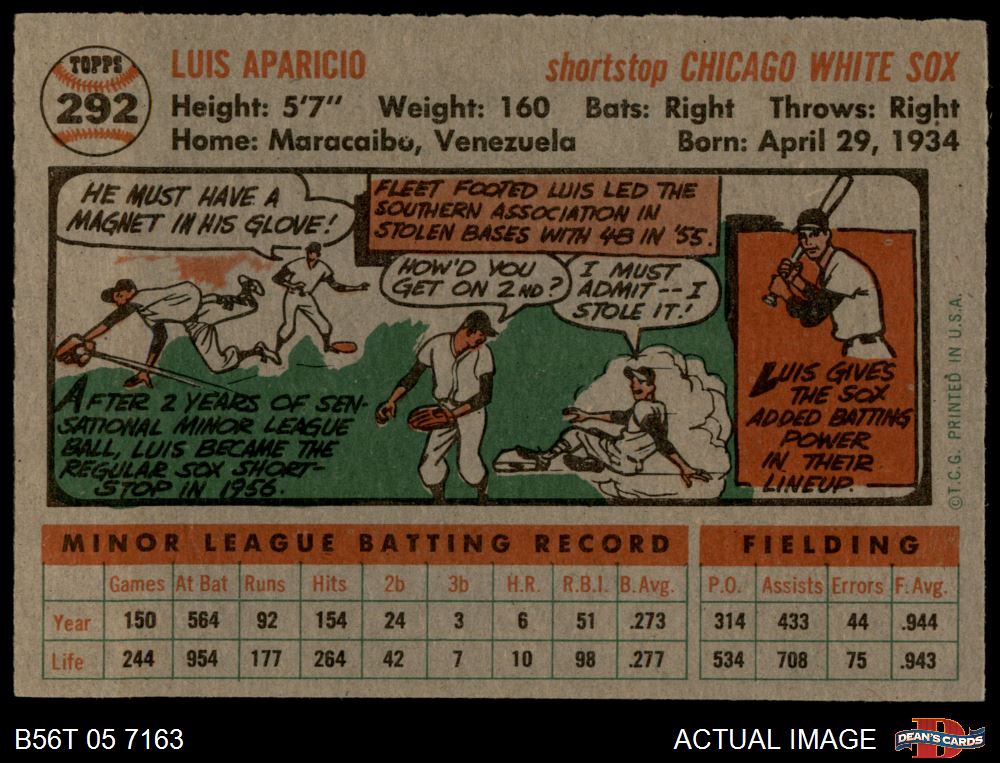 TOPPS
292
LUIS APARICIO
shortstop CHICAGO WHITE SOX
Height: 5'7" Weight: 160 Bats: Right Throws: Right
Home: Maracaibo, Venezuela Born: April 29, 1934
HE MUST HAVE A
MAGNET IN HIS GLOVE!
FLEET FOOTED LUIS LED THE
SOUTHERN ASSOCIATION IN
STOLEN BASES WITH 48 IN '55.
HOW'D YOU
GET ON 2ND?
I MUST
ADMIT -- I
STOLE IT!
AFTER 2 YEARS OF SEN-
SATIONAL MINOR LEAGUE
BALL, LUIS BECAME THE
REGULAR SOX SHORT-
STOP IN 1956.
LUIS GIVES
THE SOX
ADDED BATTING
POWER
IN THEIR
LINEUP.
© T.C.G. PRINTED IN U.S.A.
MINOR LEAGUE BATTING RECORD FIELDING
Games At Bat Runs Hits 2b 3b H.R. R.B.I. B.Avg. P.O. Assists Errors F.Avg.
Year 150 564 92 154 24 3 6 51 .273 314 433 44 .944
Life 244 954 177 264 42 7 10 98 .277 534 708 75 .943
B56T 05 7163
ACTUAL IMAGE
D
DEAN'S CARDS